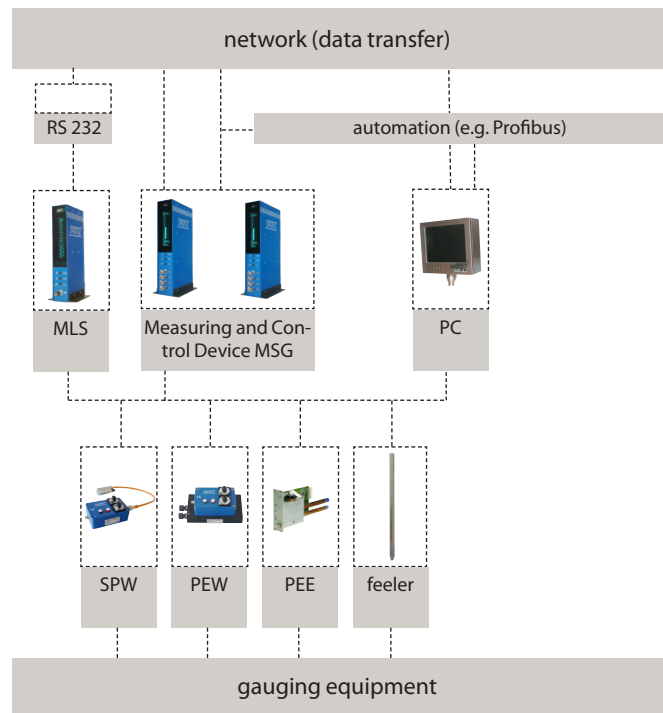 network (data transfer)
RS 232
automation (e.g. Profibus)
MLS
Measuring and Con-
trol Device MSG
PC
SPW
PEW
PEE
feeler
gauging equipment